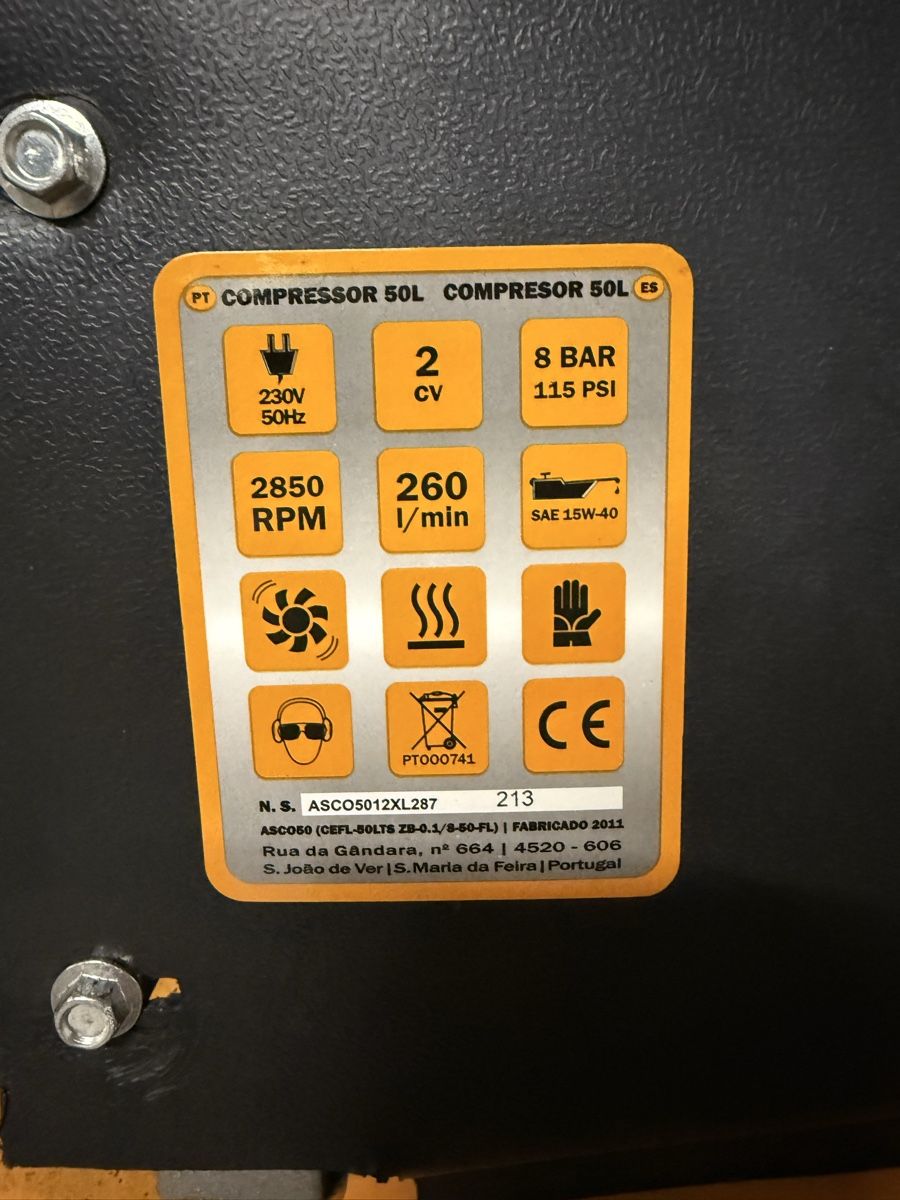 PT COMPRESSOR 50L COMPRESOR 50L ES
230V
50Hz
2
CV
8 BAR
115 PSI
2850
RPM
260
l/min
SAE 15W-40
PT000741
CE
N. S. ASCO5012XL287 213
ASCO50 (CEFL-50LTS ZB-0.1/8-50-FL) | FABRICADO 2011
Rua da Gândara, nº 664 | 4520 - 606
S. João de Ver | S. Maria da Feira | Portugal